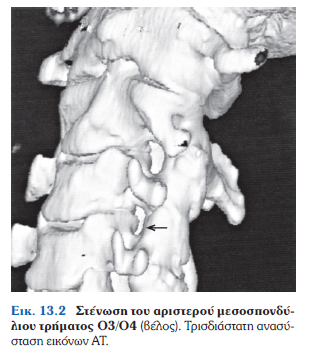 Εικ. 13.2 Στένωση του αριστερού μεσοσπονδύ-
λιου τρήματος Ο3/Ο4 (βέλος). Τρισδιάστατη ανασύ-
σταση εικόνων ΑΤ.